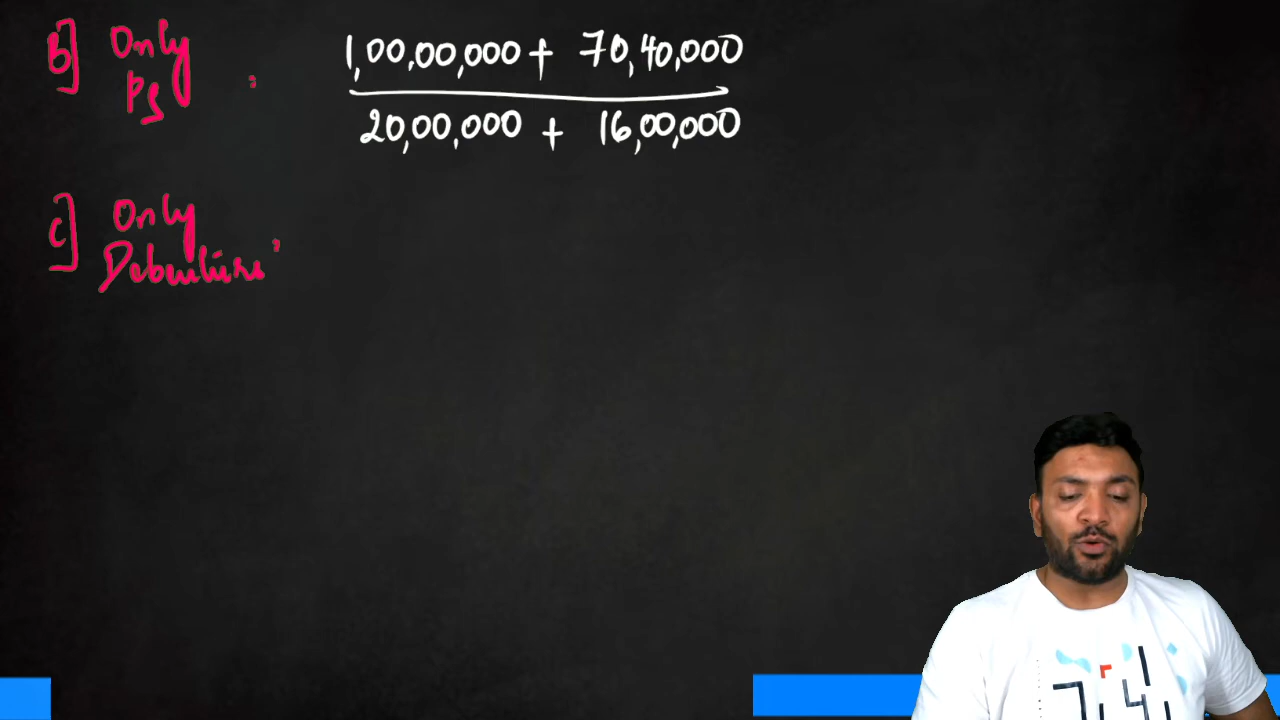 B] Only 1,00,00,000 + 70,40,000
PS :
20,00,000 + 16,00,000
C] Only
Debentures :